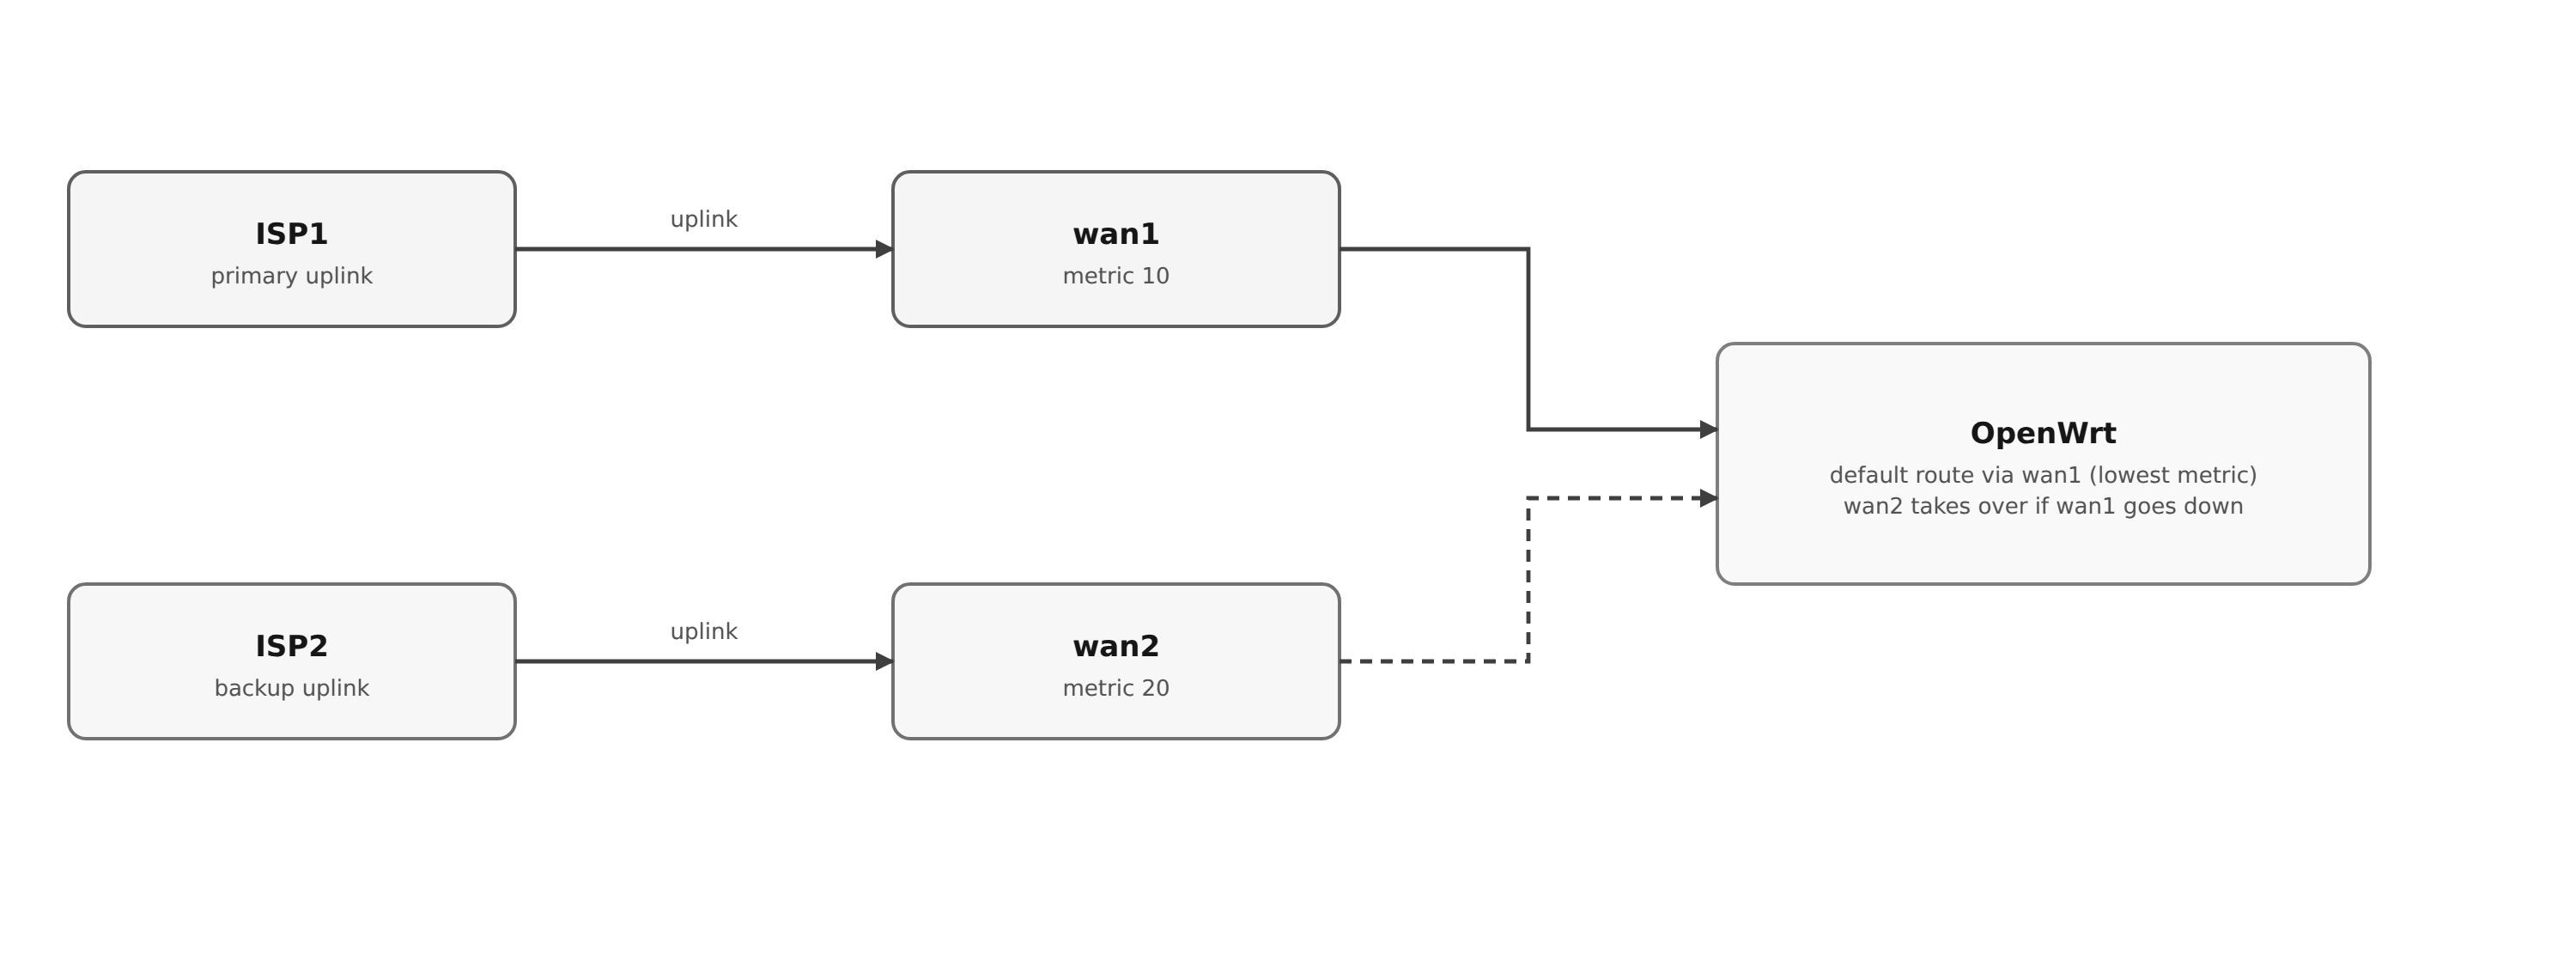 ISP1
primary uplink
uplink
wan1
metric 10
OpenWrt
default route via wan1 (lowest metric)
wan2 takes over if wan1 goes down
ISP2
backup uplink
uplink
wan2
metric 20